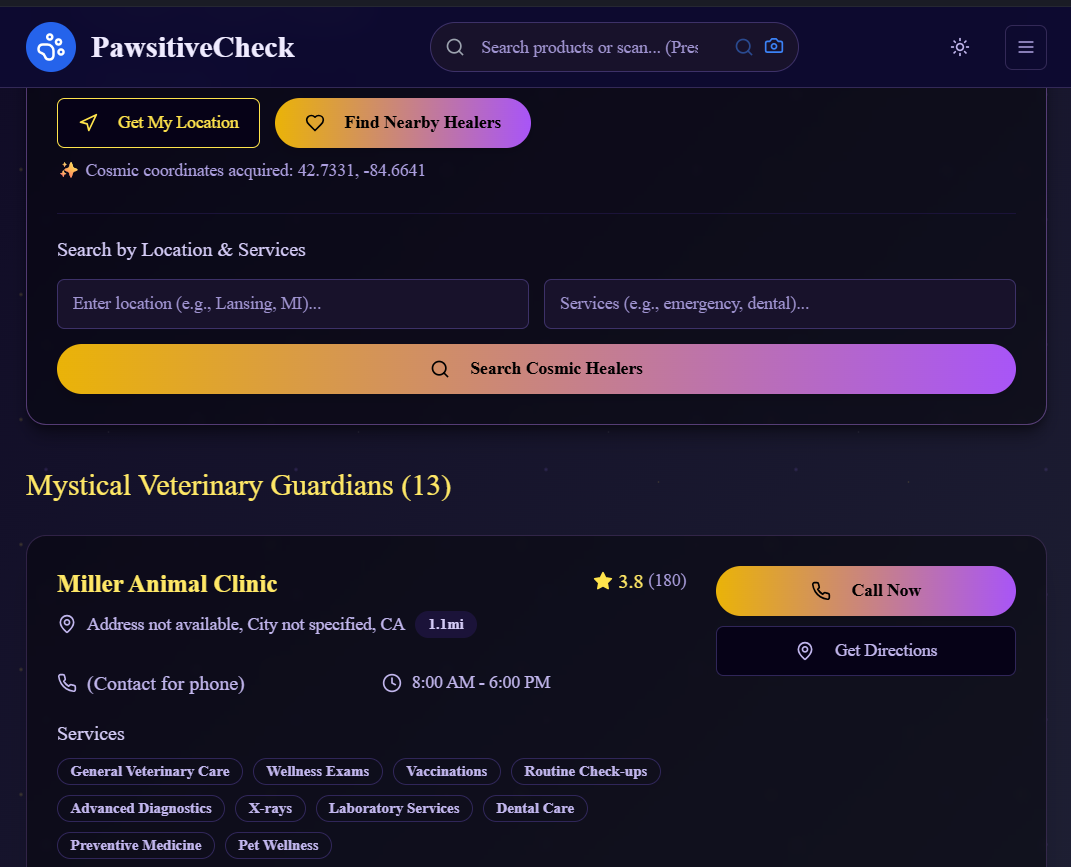 PawsitiveCheck
Search products or scan... (Pres
Get My Location
Find Nearby Healers
✨ Cosmic coordinates acquired: 42.7331, -84.6641
Search by Location & Services
Enter location (e.g., Lansing, MI)...
Services (e.g., emergency, dental)...
Search Cosmic Healers
Mystical Veterinary Guardians (13)
Miller Animal Clinic
3.8 (180)
Call Now
Address not available, City not specified, CA
1.1mi
Get Directions
(Contact for phone)
8:00 AM - 6:00 PM
Services
General Veterinary Care
Wellness Exams
Vaccinations
Routine Check-ups
Advanced Diagnostics
X-rays
Laboratory Services
Dental Care
Preventive Medicine
Pet Wellness